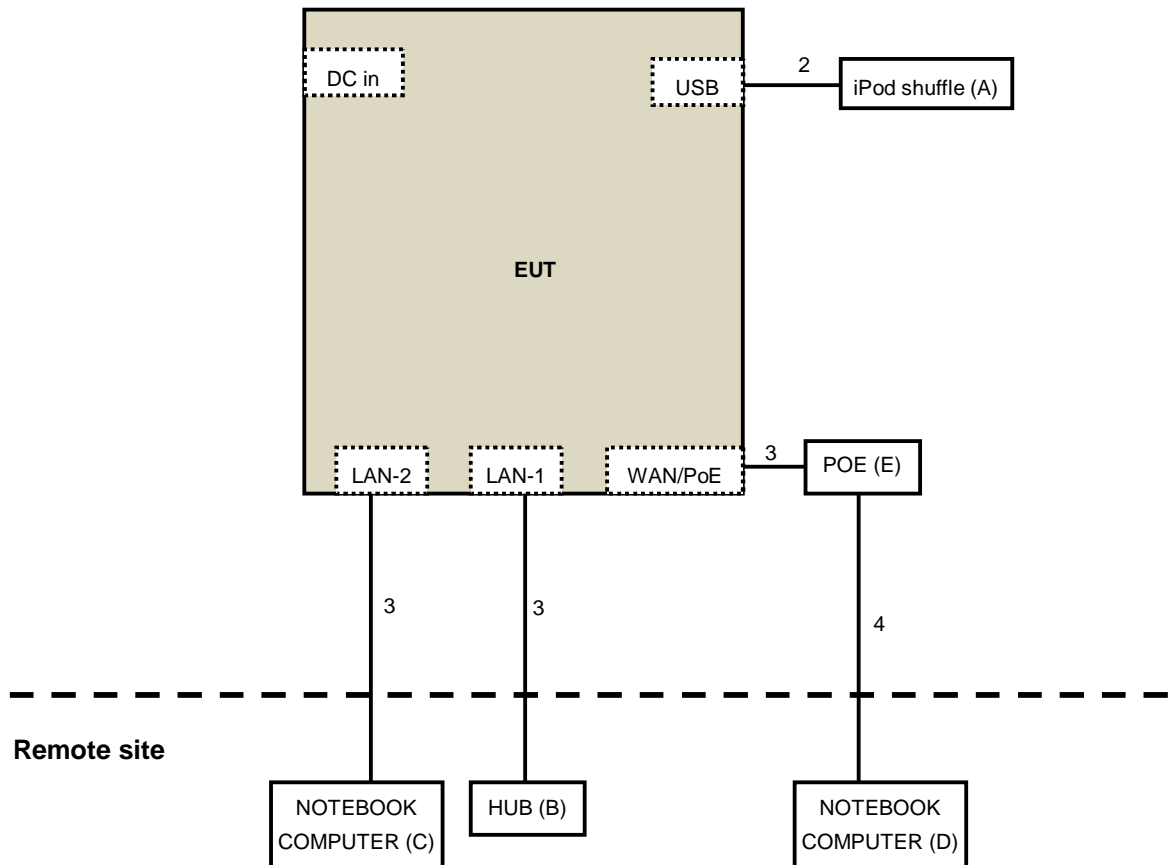 DC in
USB
2
iPod shuffle (A)
EUT
LAN-2
LAN-1
WAN/PoE
3
POE (E)
3
3
4
Remote site
NOTEBOOK
COMPUTER (C)
HUB (B)
NOTEBOOK
COMPUTER (D)